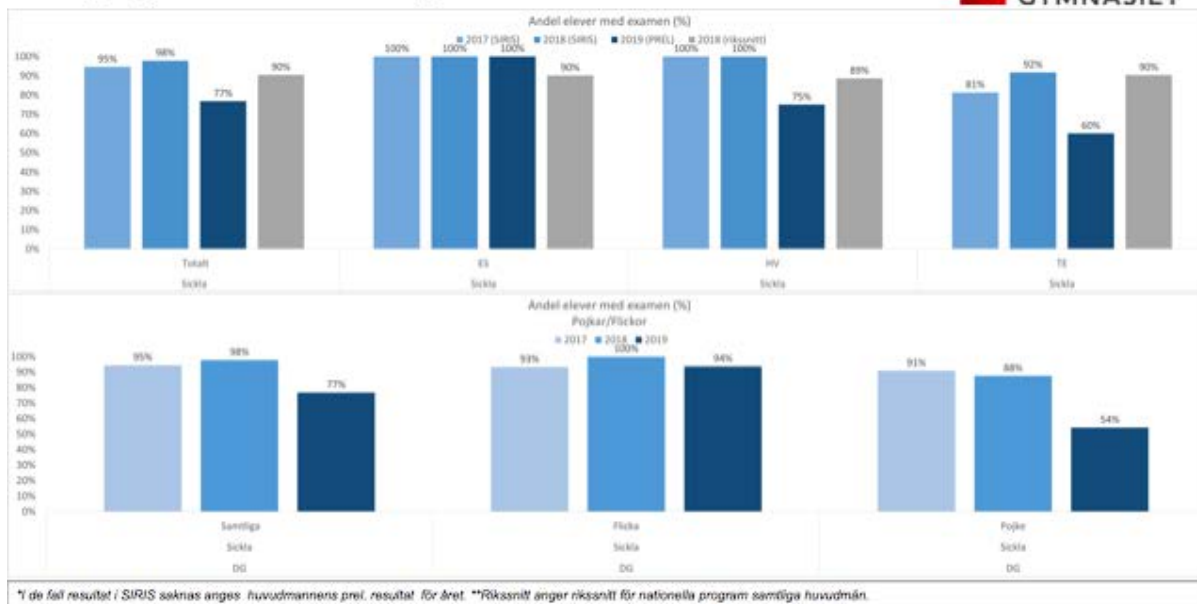 GYMNASIET
Andel elever med examen (%)
2017 (SIRIS) 2018 (SIRIS) 2019 (PREL) 2018 (rikssnitt)
100%
90%
80%
70%
60%
50%
40%
30%
20%
10%
0%
95% 98% 77% 90%
100% 100% 100% 90%
100% 100% 75% 89%
81% 92% 60% 90%
Totalt ES HV TE
Sickla Sickla Sickla Sickla
Andel elever med examen (%)
Pojkar/Flickor
2017 2018 2019
100%
90%
80%
70%
60%
50%
40%
30%
20%
10%
0%
95% 98% 77%
93% 100% 94%
91% 88% 54%
Samtliga Flicka Pojke
Sickla Sickla Sickla
DG DG DG
*I de fall resultat i SIRIS saknas anges huvudmannens prel. resultat för året. **Rikssnitt anger rikssnitt för nationella program samtliga huvudmän.